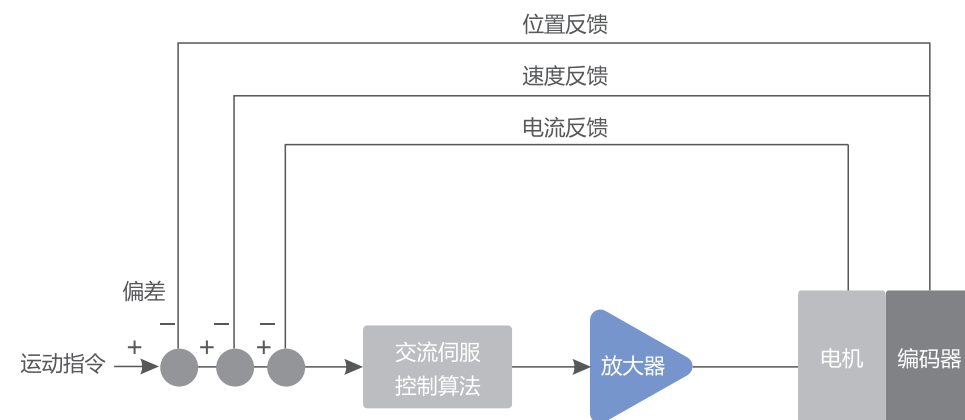 位置反馈
速度反馈
电流反馈
偏差
− − −
+ + +
运动指令
交流伺服
控制算法
放大器
电机
编码器